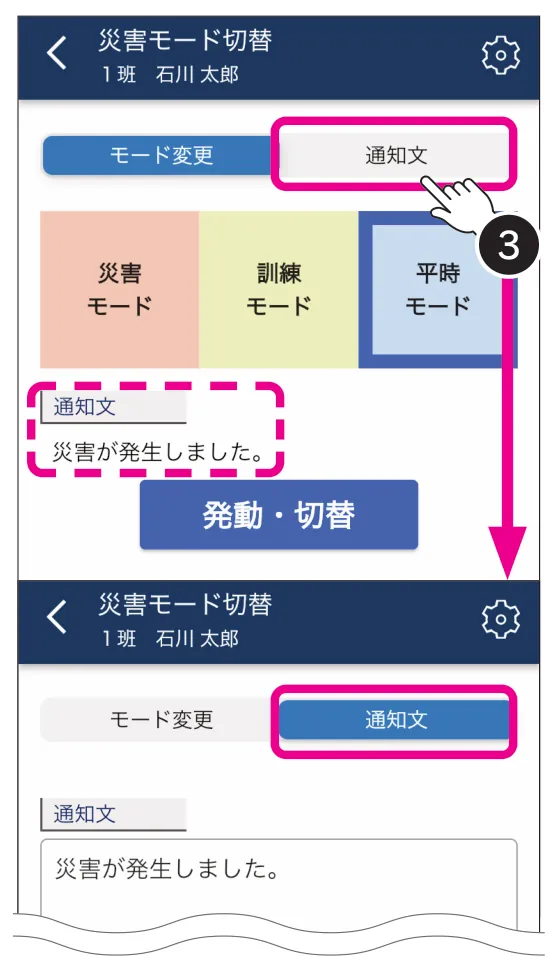 災害モード切替
1班 石川 太郎
モード変更
通知文
3
災害
モード
訓練
モード
平時
モード
通知文
災害が発生しました。
発動・切替
災害モード切替
1班 石川 太郎
モード変更
通知文
通知文
災害が発生しました。